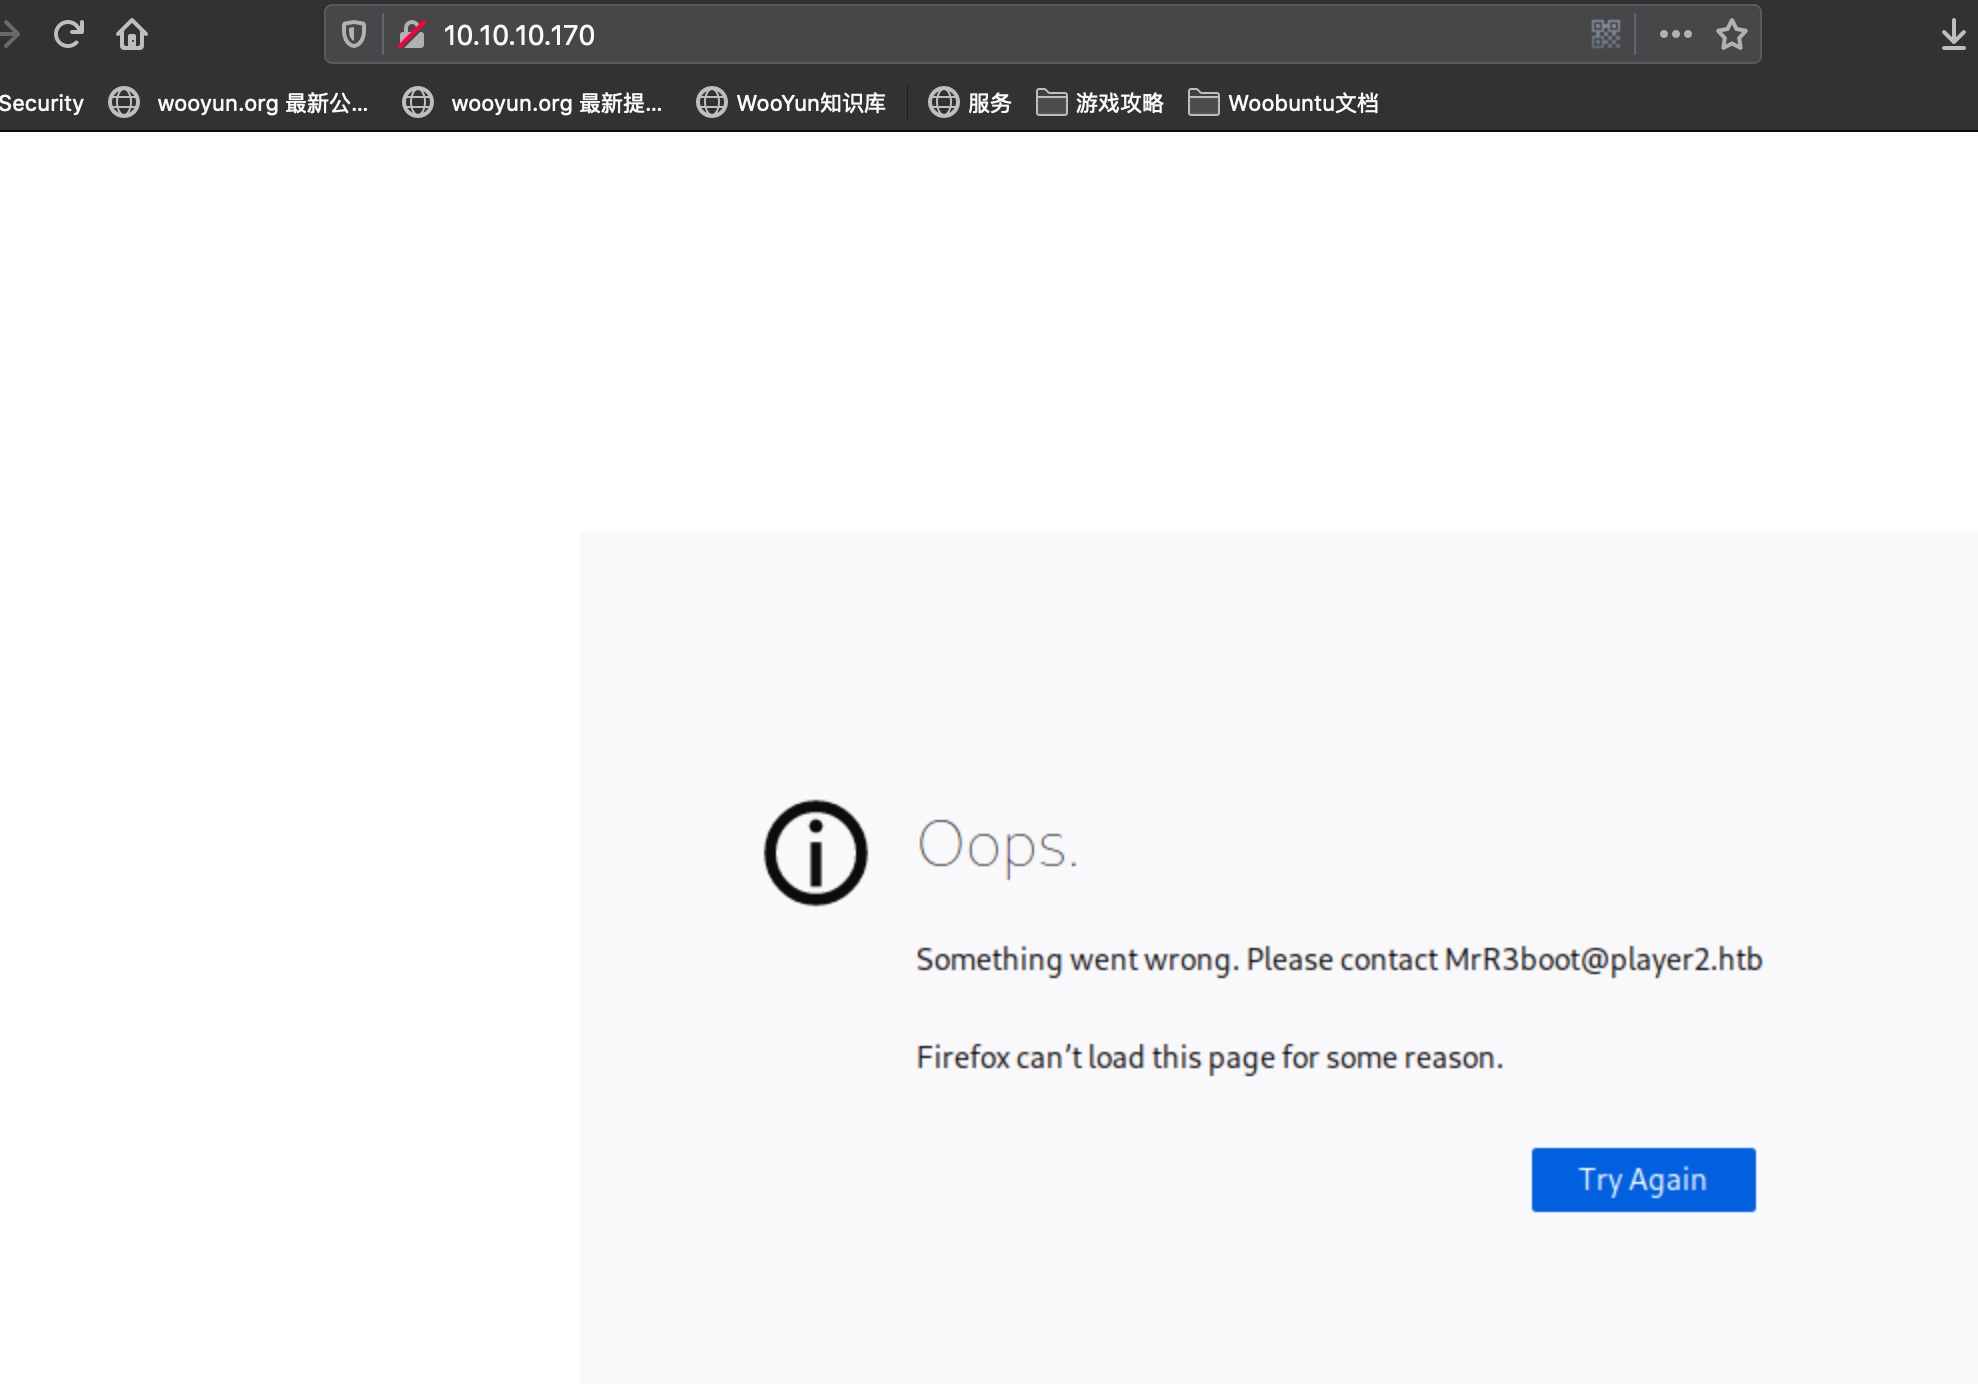 10.10.10.170
Security wooyun.org 最新公... wooyun.org 最新提... WooYun知识库 服务 游戏攻略 Woobuntu文档
Oops.
Something went wrong. Please contact MrR3boot@player2.htb
Firefox can’t load this page for some reason.
Try Again